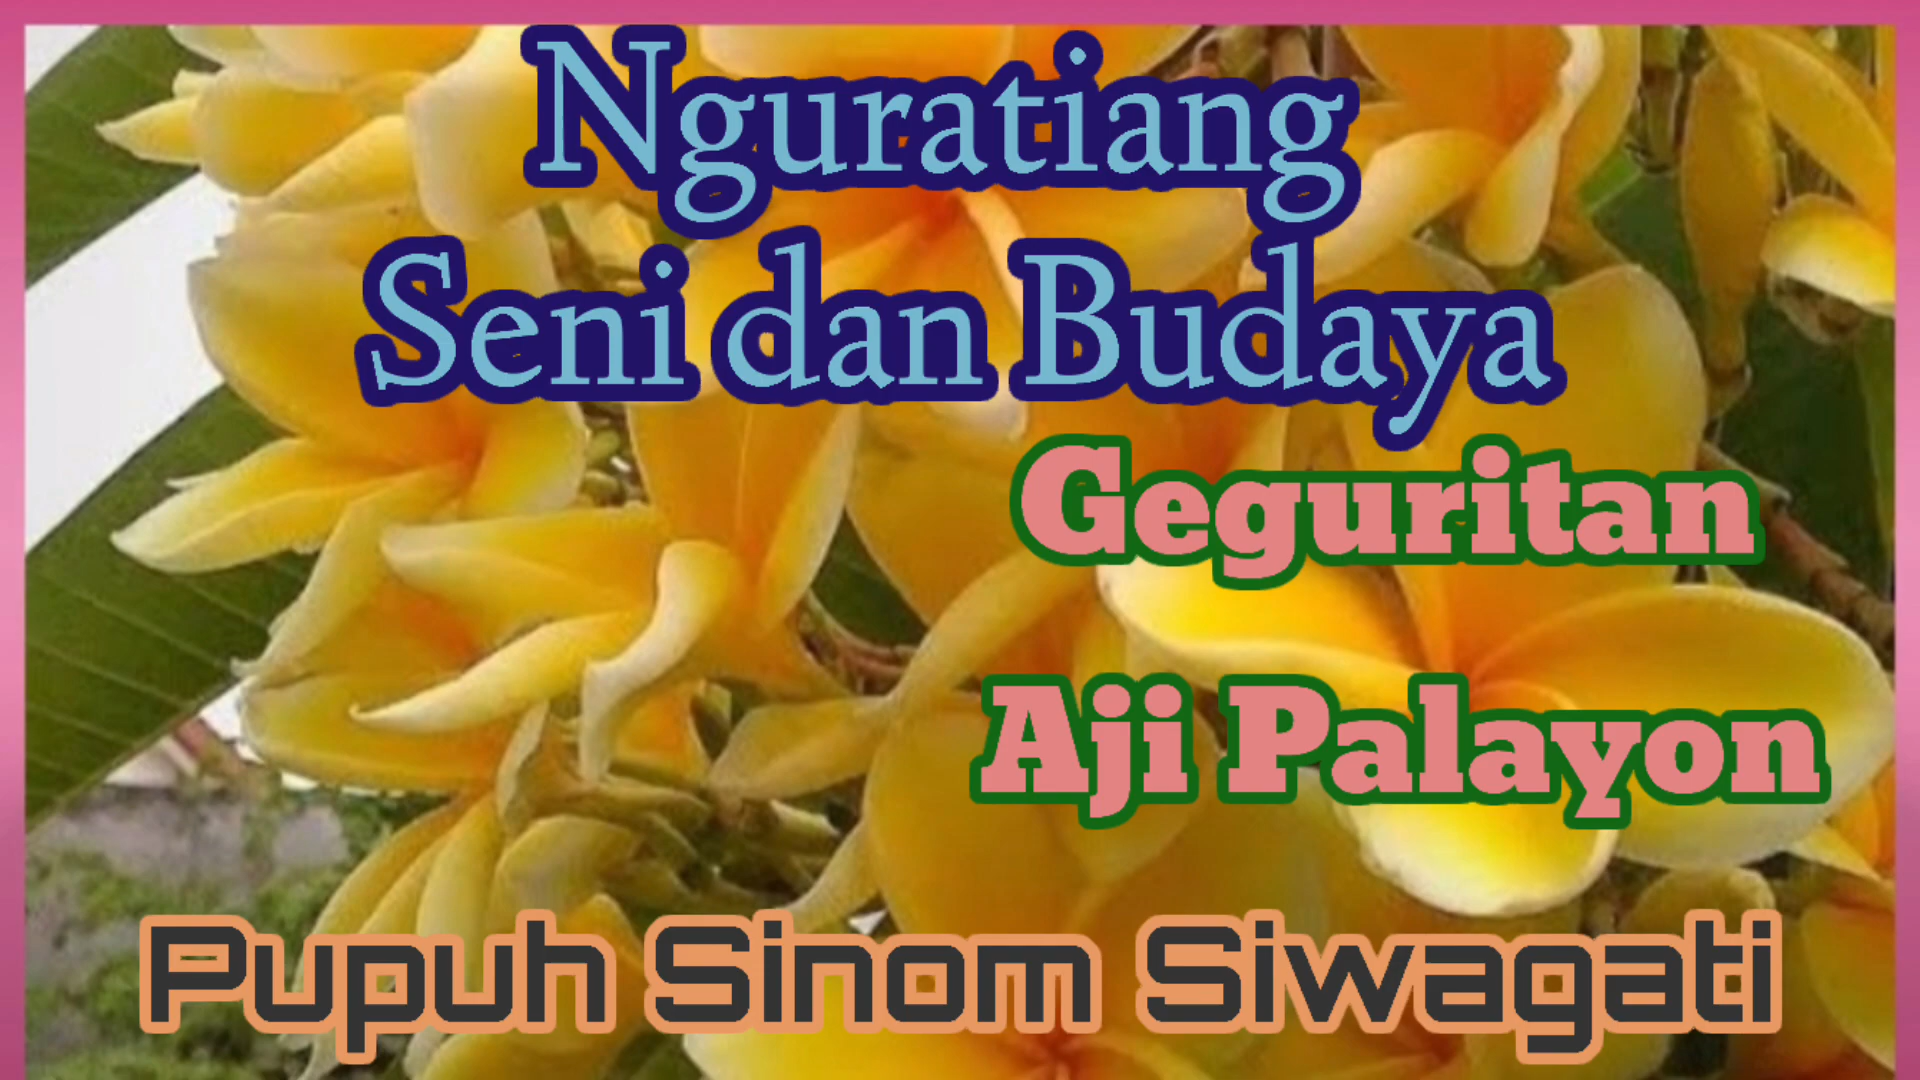 Nguratiang
Seni dan Budaya
Geguritan
Aji Palayon
Pupuh Sinom Siwagati